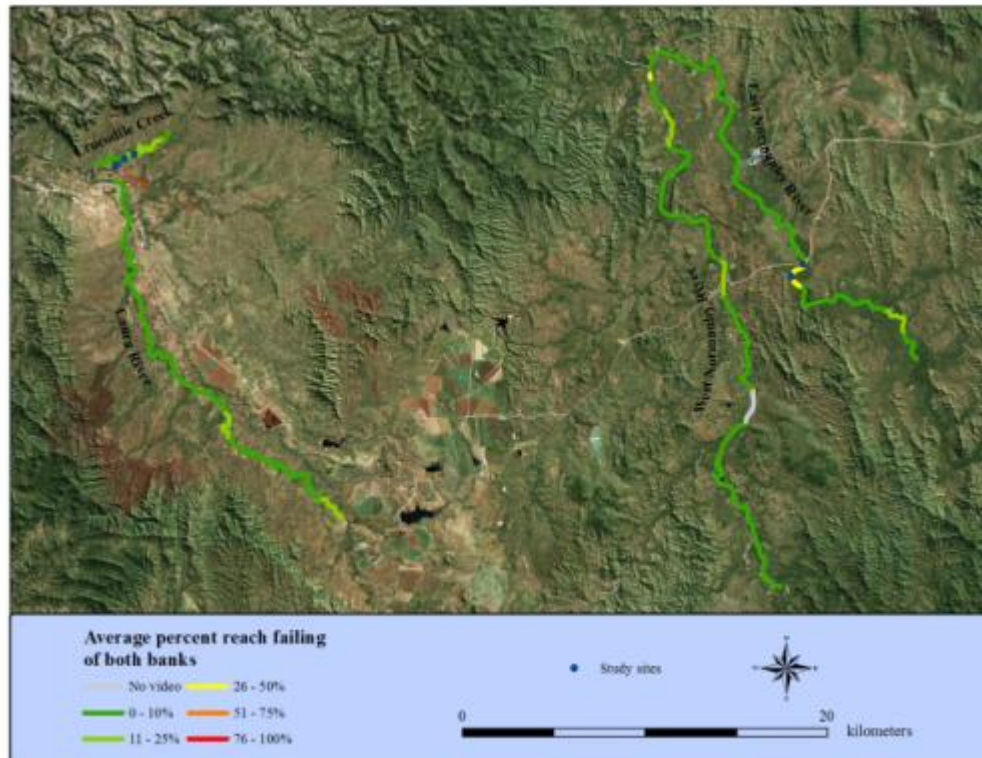 Crocodile Creek
Laura River
East Normanby River
West Normanby River
Average percent reach failing
of both banks
No video
26 - 50%
0 - 10%
51 - 75%
11 - 25%
76 - 100%
Study sites
0
20
kilometers